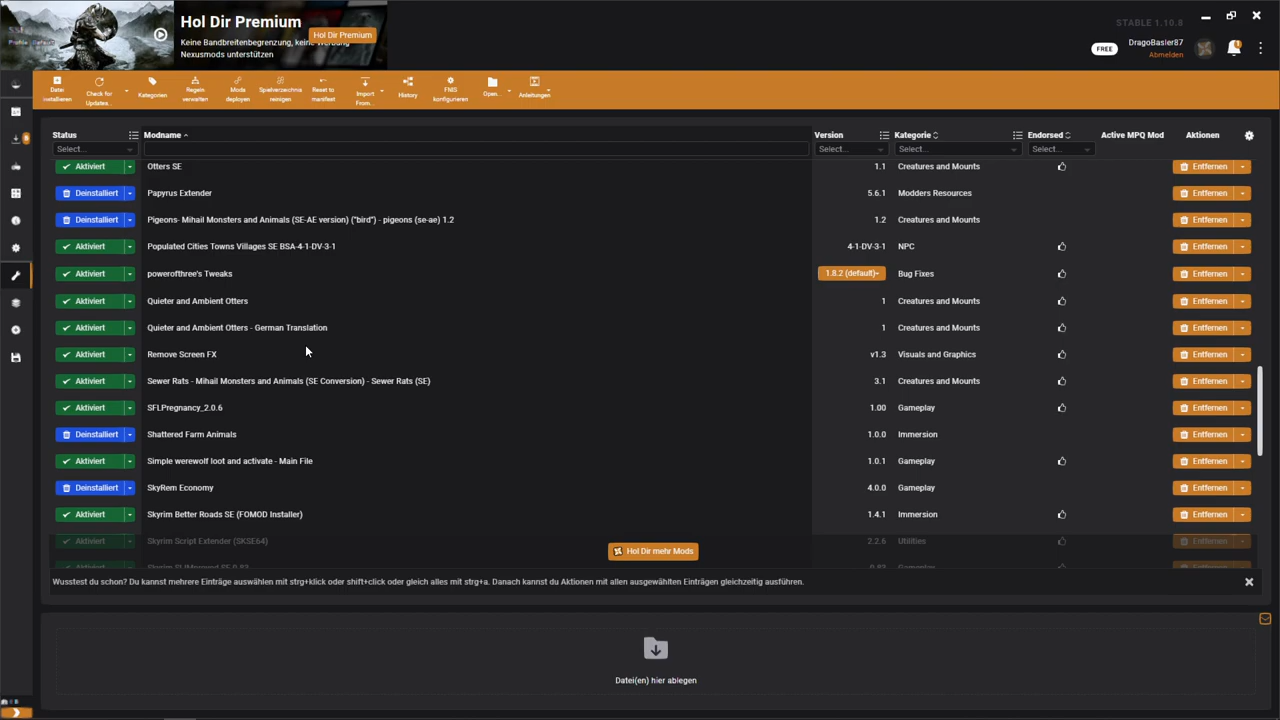 Hol Dir Premium
Keine Bandbreitenbegrenzung, keine Werbung
Nexusmods unterstützen
Hol Dir Premium
STABLE 1.10.8
FREE
DragoBasler87
Abmelden
Datei installieren
Check for Updates...
Kategorien
Regeln verwalten
Mods deployen
Spielverzeichnis reinigen
Reset to manifest
Import From...
History
FNIS konfigurieren
Open...
Anleitungen
Status Modname Version Kategorie Endorsed Active MPQ Mod Aktionen
Select... Select... Select... Select...
Aktiviert Otters SE 1.1 Creatures and Mounts Entfernen
Deinstalliert Papyrus Extender 5.6.1 Modders Resources Entfernen
Deinstalliert Pigeons- Mihail Monsters and Animals (SE-AE version) ("bird") - pigeons (se-ae) 1.2 1.2 Creatures and Mounts Entfernen
Aktiviert Populated Cities Towns Villages SE BSA-4-1-DV-3-1 4-1-DV-3-1 NPC Entfernen
Aktiviert powerofthree's Tweaks 1.8.2 (default) Bug Fixes Entfernen
Aktiviert Quieter and Ambient Otters 1 Creatures and Mounts Entfernen
Aktiviert Quieter and Ambient Otters - German Translation 1 Creatures and Mounts Entfernen
Aktiviert Remove Screen FX v1.3 Visuals and Graphics Entfernen
Aktiviert Sewer Rats - Mihail Monsters and Animals (SE Conversion) - Sewer Rats (SE) 3.1 Creatures and Mounts Entfernen
Aktiviert SFLPregnancy_2.0.6 1.00 Gameplay Entfernen
Deinstalliert Shattered Farm Animals 1.0.0 Immersion Entfernen
Aktiviert Simple werewolf loot and activate - Main File 1.0.1 Gameplay Entfernen
Deinstalliert SkyRem Economy 4.0.0 Gameplay Entfernen
Aktiviert Skyrim Better Roads SE (FOMOD Installer) 1.4.1 Immersion Entfernen
Aktiviert Skyrim Script Extender (SKSE64) 2.2.6 Utilities Entfernen
Hol Dir mehr Mods
Wusstest du schon? Du kannst mehrere Einträge auswählen mit strg+klick oder shift+click oder gleich alles mit strg+a. Danach kannst du Aktionen mit allen ausgewählten Einträgen gleichzeitig ausführen.
Datei(en) hier ablegen